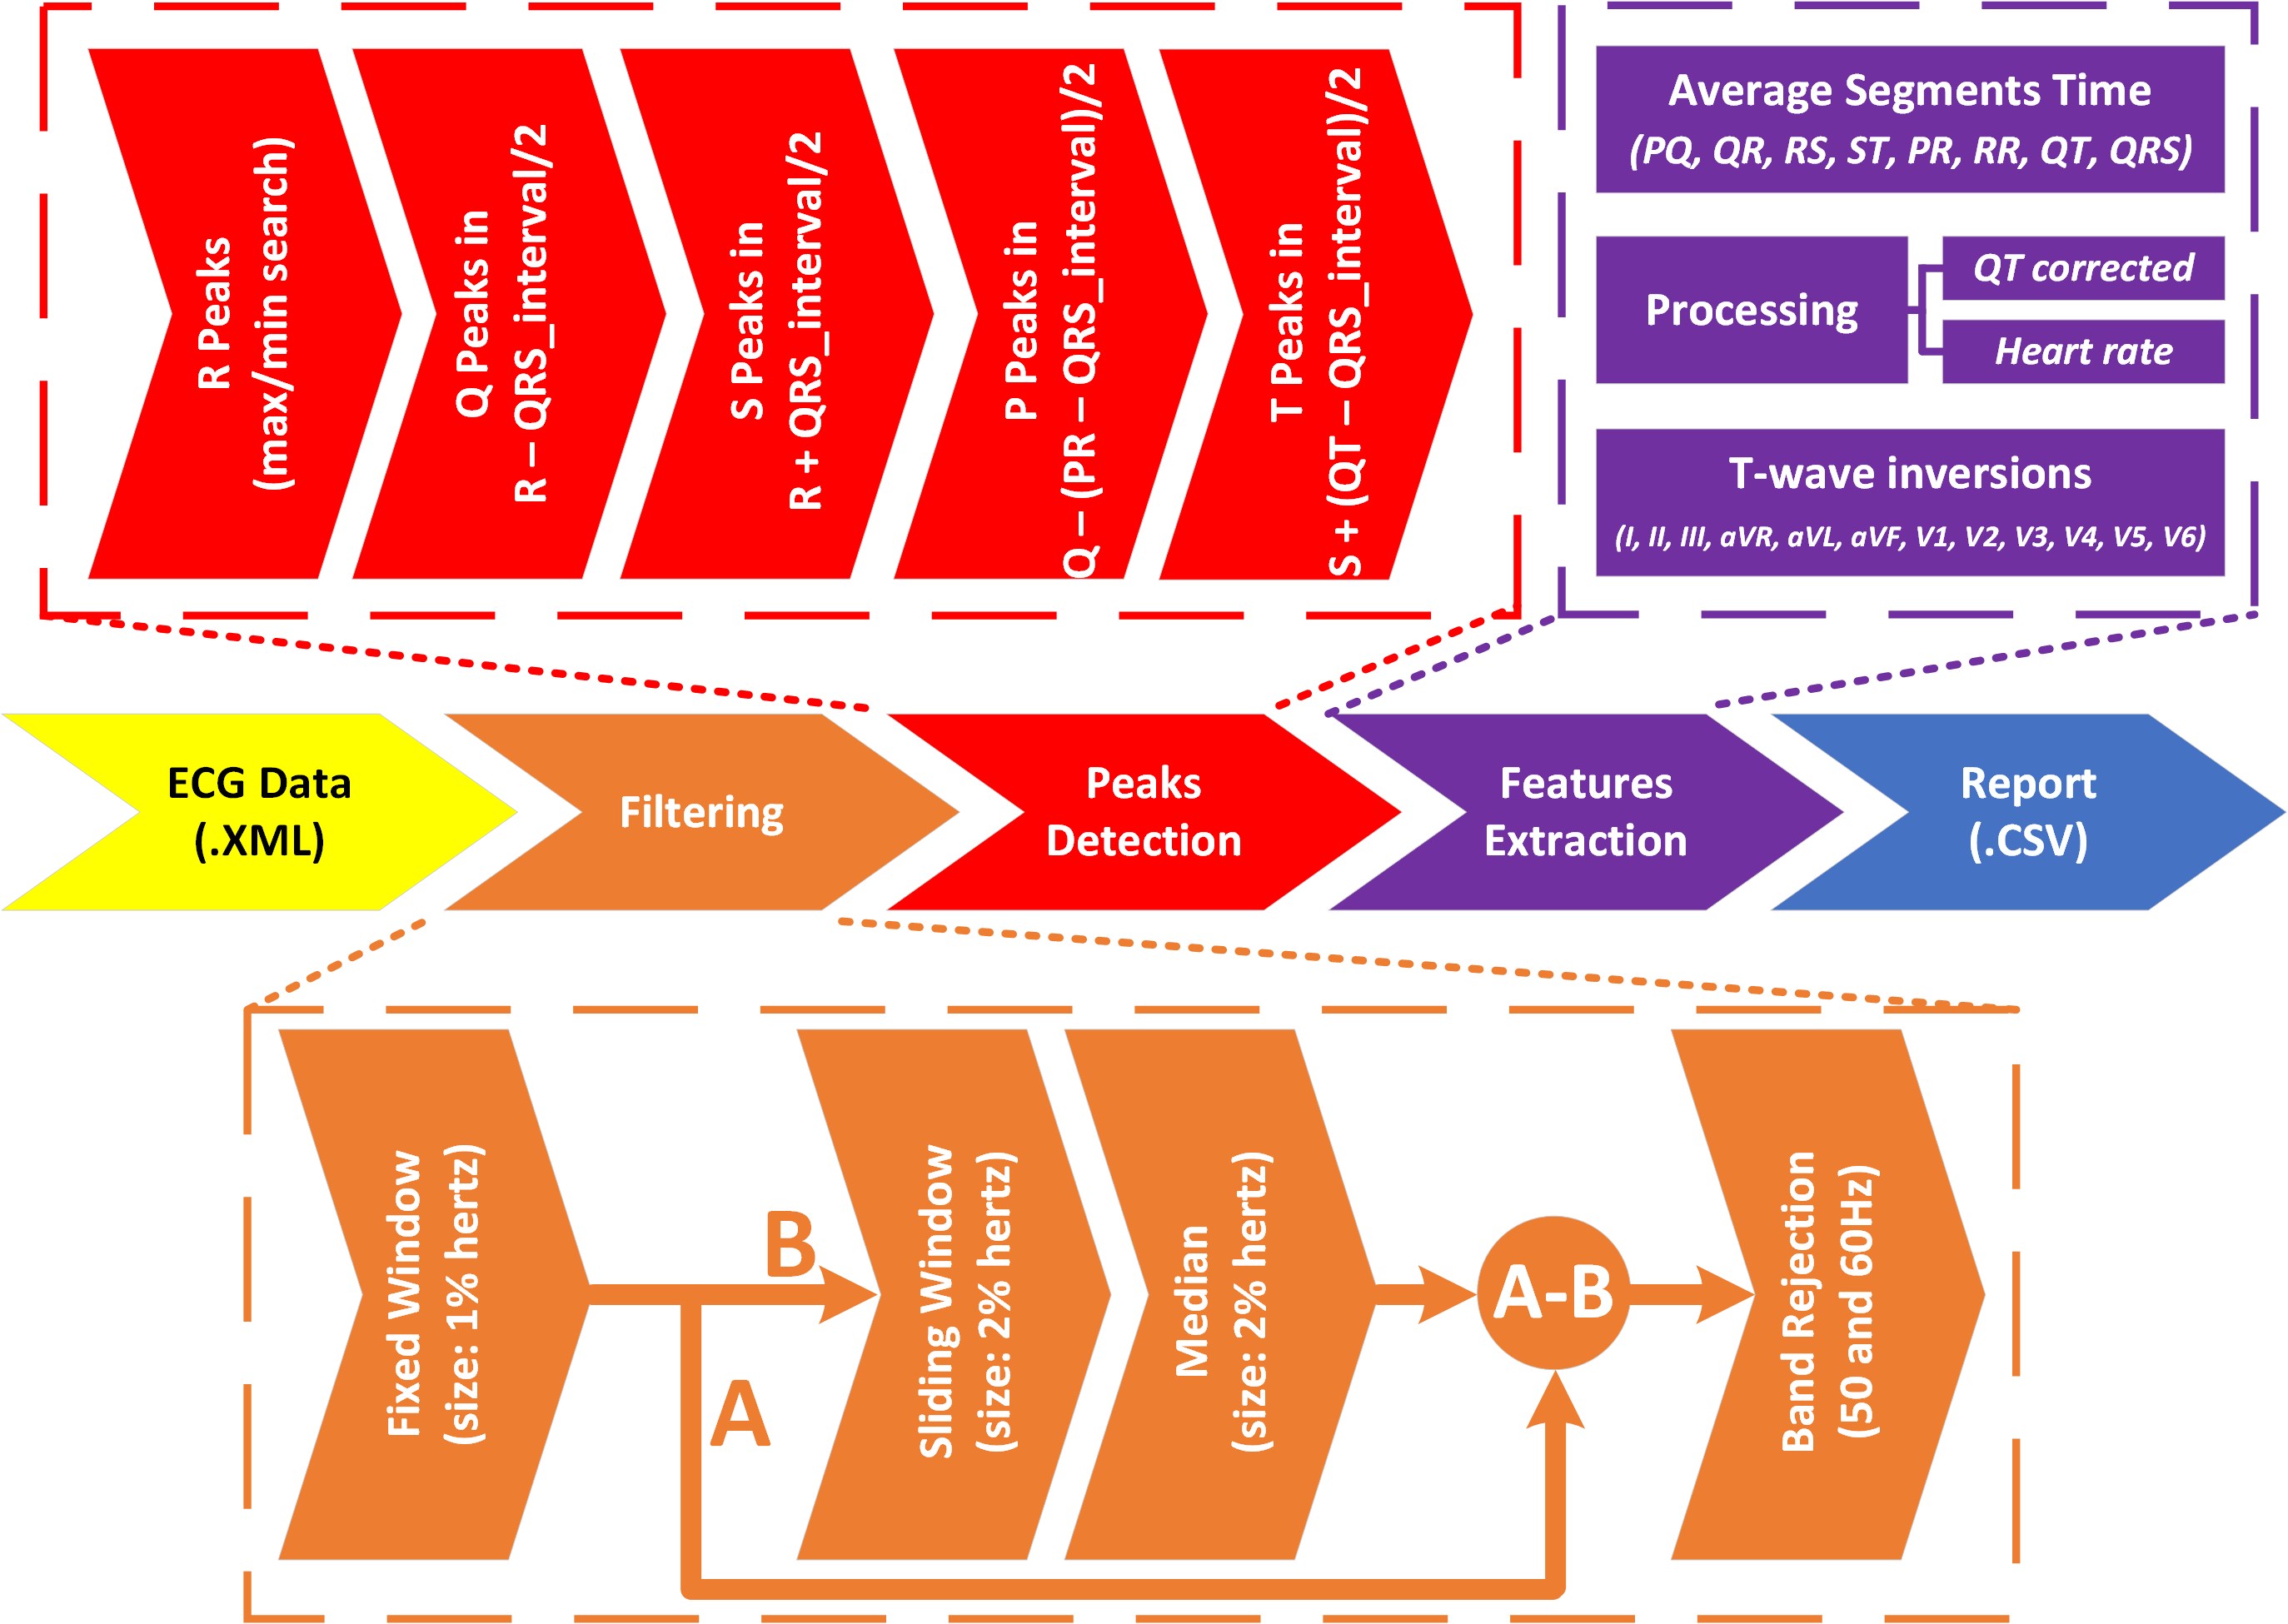 R Peaks
(max/min search)
Q Peaks in
R – QRS_interval//2
S Peaks in
R + QRS_interval//2
P Peaks in
Q – (PR – QRS_interval)//2
T Peaks in
S + (QT – QRS_interval)//2
Average Segments Time
(PQ, QR, RS, ST, PR, RR, QT, QRS)
Processing
QT corrected
Heart rate
T-wave inversions
(I, II, III, aVR, aVL, aVF, V1, V2, V3, V4, V5, V6)
ECG Data
(.XML)
Filtering
Peaks
Detection
Features
Extraction
Report
(.CSV)
Fixed Window
(size: 1% hertz)
B
A
Sliding Window
(size: 2% hertz)
Median
(size: 2% hertz)
A-B
Band Rejection
(50 and 60Hz)